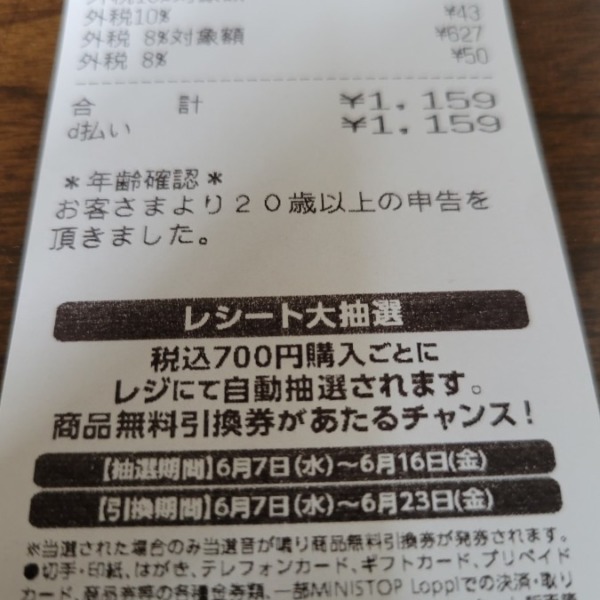 外税10% ¥43
外税 8%対象額 ¥627
外税 8% ¥50
合 計 ¥1,159
d払い ¥1,159
*年齢確認*
お客さまより20歳以上の申告を
頂きました。
レシート大抽選
税込700円購入ごとに
レジにて自動抽選されます。
商品無料引換券があたるチャンス!
【抽選期間】6月7日(水)~6月16日(金)
【引換期間】6月7日(水)~6月23日(金)
※当選された場合のみ当選音が鳴り商品無料引換券が発券されます。
●切手・印紙、はがき、テレフォンカード、ギフトカード、プリペイド
カード、商品券等の各種金券類、一部MINISTOP Loppiでの決済・取り